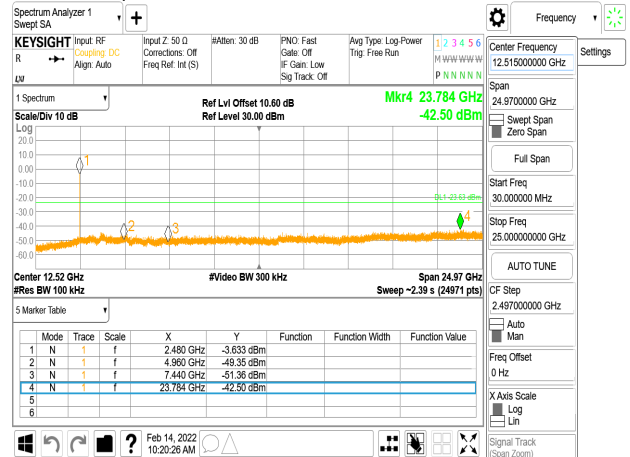 Spectrum Analyzer 1
Swept SA
Frequency
KEYSIGHT
R
LXI
Input: RF
Coupling: DC
Align: Auto
Input Z: 50 Ω
Corrections: Off
Freq Ref: Int (S)
#Atten: 30 dB
PNO: Fast
Gate: Off
IF Gain: Low
Sig Track: Off
Avg Type: Log-Power
Trig: Free Run
1 2 3 4 5 6
M W W W W W
P N N N N N
Center Frequency
12.515000000 GHz
Settings
Span
24.9700000 GHz
Swept Span
Zero Span
Full Span
Start Freq
30.000000 MHz
Stop Freq
25.000000000 GHz
AUTO TUNE
CF Step
2.497000000 GHz
Auto
Man
Freq Offset
0 Hz
X Axis Scale
Log
Lin
Signal Track
(Span Zoom)
1 Spectrum
Scale/Div 10 dB
Ref Lvl Offset 10.60 dB
Ref Level 30.00 dBm
Mkr4 23.784 GHz
-42.50 dBm
Log
20.0
10.0
0.00
-10.0
-20.0
-30.0
-40.0
-50.0
-60.0
1
2
3
4
DL1 -23.63 dBm
Center 12.52 GHz
#Res BW 100 kHz
#Video BW 300 kHz
Span 24.97 GHz
Sweep ~2.39 s (24971 pts)
5 Marker Table
Mode Trace Scale X Y Function Function Width Function Value
1 N 1 f 2.480 GHz -3.633 dBm
2 N 1 f 4.960 GHz -49.35 dBm
3 N 1 f 7.440 GHz -51.36 dBm
4 N 1 f 23.784 GHz -42.50 dBm
5
6
?
Feb 14, 2022
10:20:26 AM